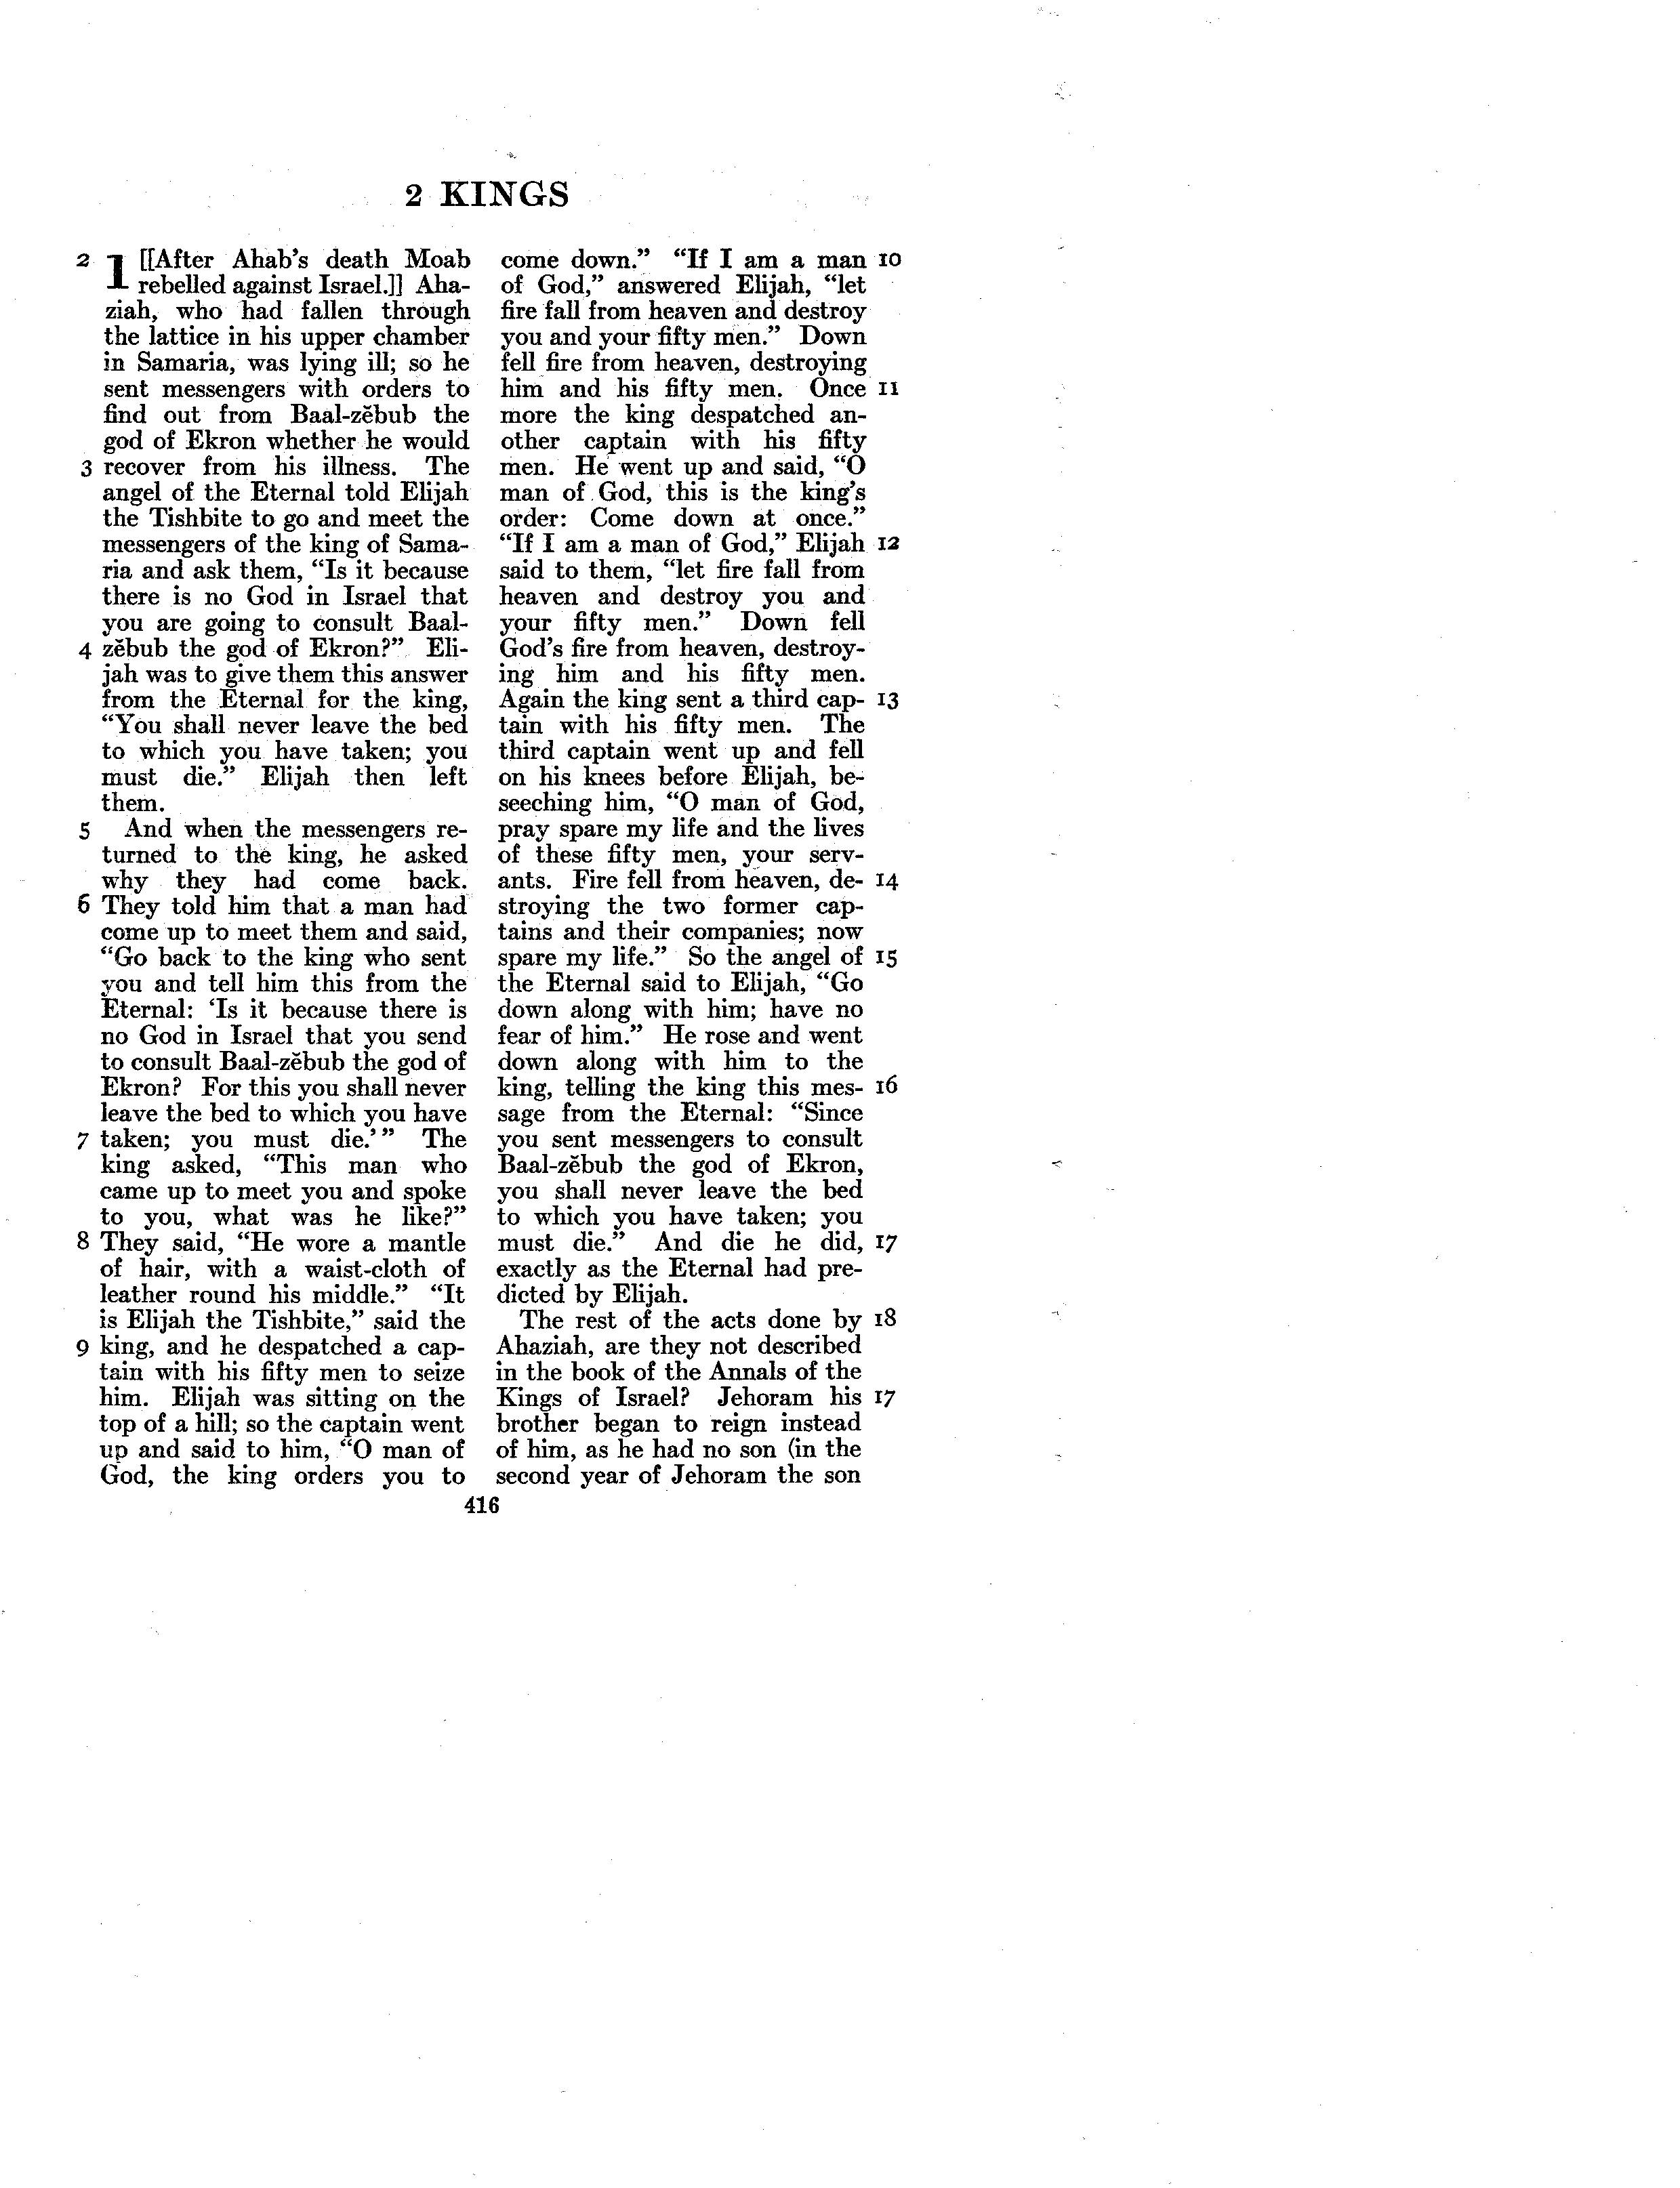 2 KINGS
2 1 [[After Ahab’s death Moab
rebelled against Israel.]] Aha-
ziah, who had fallen through
the lattice in his upper chamber
in Samaria, was lying ill; so he
sent messengers with orders to
find out from Baal-zĕbub the
god of Ekron whether he would
3 recover from his illness. The
angel of the Eternal told Elijah
the Tishbite to go and meet the
messengers of the king of Sama-
ria and ask them, “Is it because
there is no God in Israel that
you are going to consult Baal-
4 zĕbub the god of Ekron?” Eli-
jah was to give them this answer
from the Eternal for the king,
“You shall never leave the bed
to which you have taken; you
must die.” Elijah then left
them.
5 And when the messengers re-
turned to the king, he asked
why they had come back.
6 They told him that a man had
come up to meet them and said,
“Go back to the king who sent
you and tell him this from the
Eternal: ‘Is it because there is
no God in Israel that you send
to consult Baal-zĕbub the god of
Ekron? For this you shall never
leave the bed to which you have
7 taken; you must die.’” The
king asked, “This man who
came up to meet you and spoke
to you, what was he like?”
8 They said, “He wore a mantle
of hair, with a waist-cloth of
leather round his middle.” “It
is Elijah the Tishbite,” said the
9 king, and he despatched a cap-
tain with his fifty men to seize
him. Elijah was sitting on the
top of a hill; so the captain went
up and said to him, “O man of
God, the king orders you to
come down.” “If I am a man 10
of God,” answered Elijah, “let
fire fall from heaven and destroy
you and your fifty men.” Down
fell fire from heaven, destroying
him and his fifty men. Once 11
more the king despatched an-
other captain with his fifty
men. He went up and said, “O
man of God, this is the king’s
order: Come down at once.”
“If I am a man of God,” Elijah 12
said to them, “let fire fall from
heaven and destroy you and
your fifty men.” Down fell
God’s fire from heaven, destroy-
ing him and his fifty men.
Again the king sent a third cap- 13
tain with his fifty men. The
third captain went up and fell
on his knees before Elijah, be-
seeching him, “O man of God,
pray spare my life and the lives
of these fifty men, your serv-
ants. Fire fell from heaven, de- 14
stroying the two former cap-
tains and their companies; now
spare my life.” So the angel of 15
the Eternal said to Elijah, “Go
down along with him; have no
fear of him.” He rose and went
down along with him to the
king, telling the king this mes- 16
sage from the Eternal: “Since
you sent messengers to consult
Baal-zĕbub the god of Ekron,
you shall never leave the bed
to which you have taken; you
must die.” And die he did, 17
exactly as the Eternal had pre-
dicted by Elijah.
The rest of the acts done by 18
Ahaziah, are they not described
in the book of the Annals of the
Kings of Israel? Jehoram his 17
brother began to reign instead
of him, as he had no son (in the
second year of Jehoram the son
416